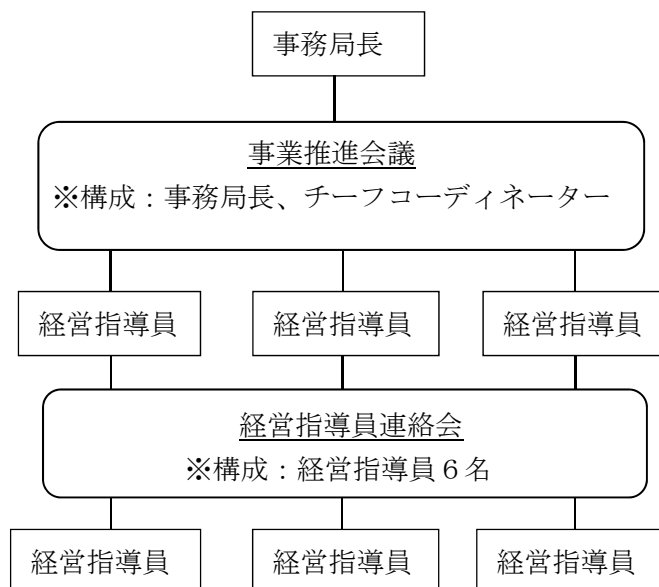 事務局長
事業推進会議
※構成：事務局長、チーフコーディネーター
経営指導員 経営指導員 経営指導員
経営指導員連絡会
※構成：経営指導員６名
経営指導員 経営指導員 経営指導員